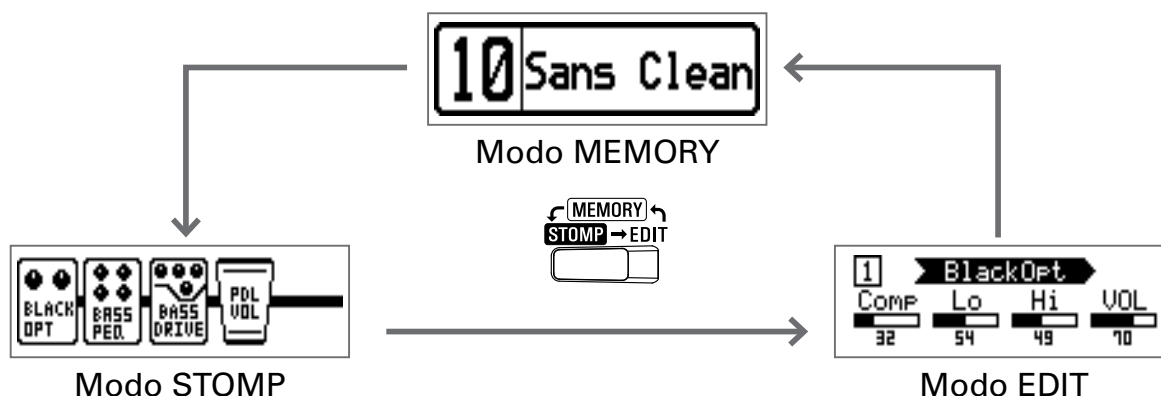 10 Sans Clean
Modo MEMORY
MEMORY
STOMP → EDIT
BLACK OPT
BASS PEQ.
BASS DRIVE
PDL VOL
Modo STOMP
1 BlackOpt
Comp Lo Hi VOL
32 54 49 70
Modo EDIT